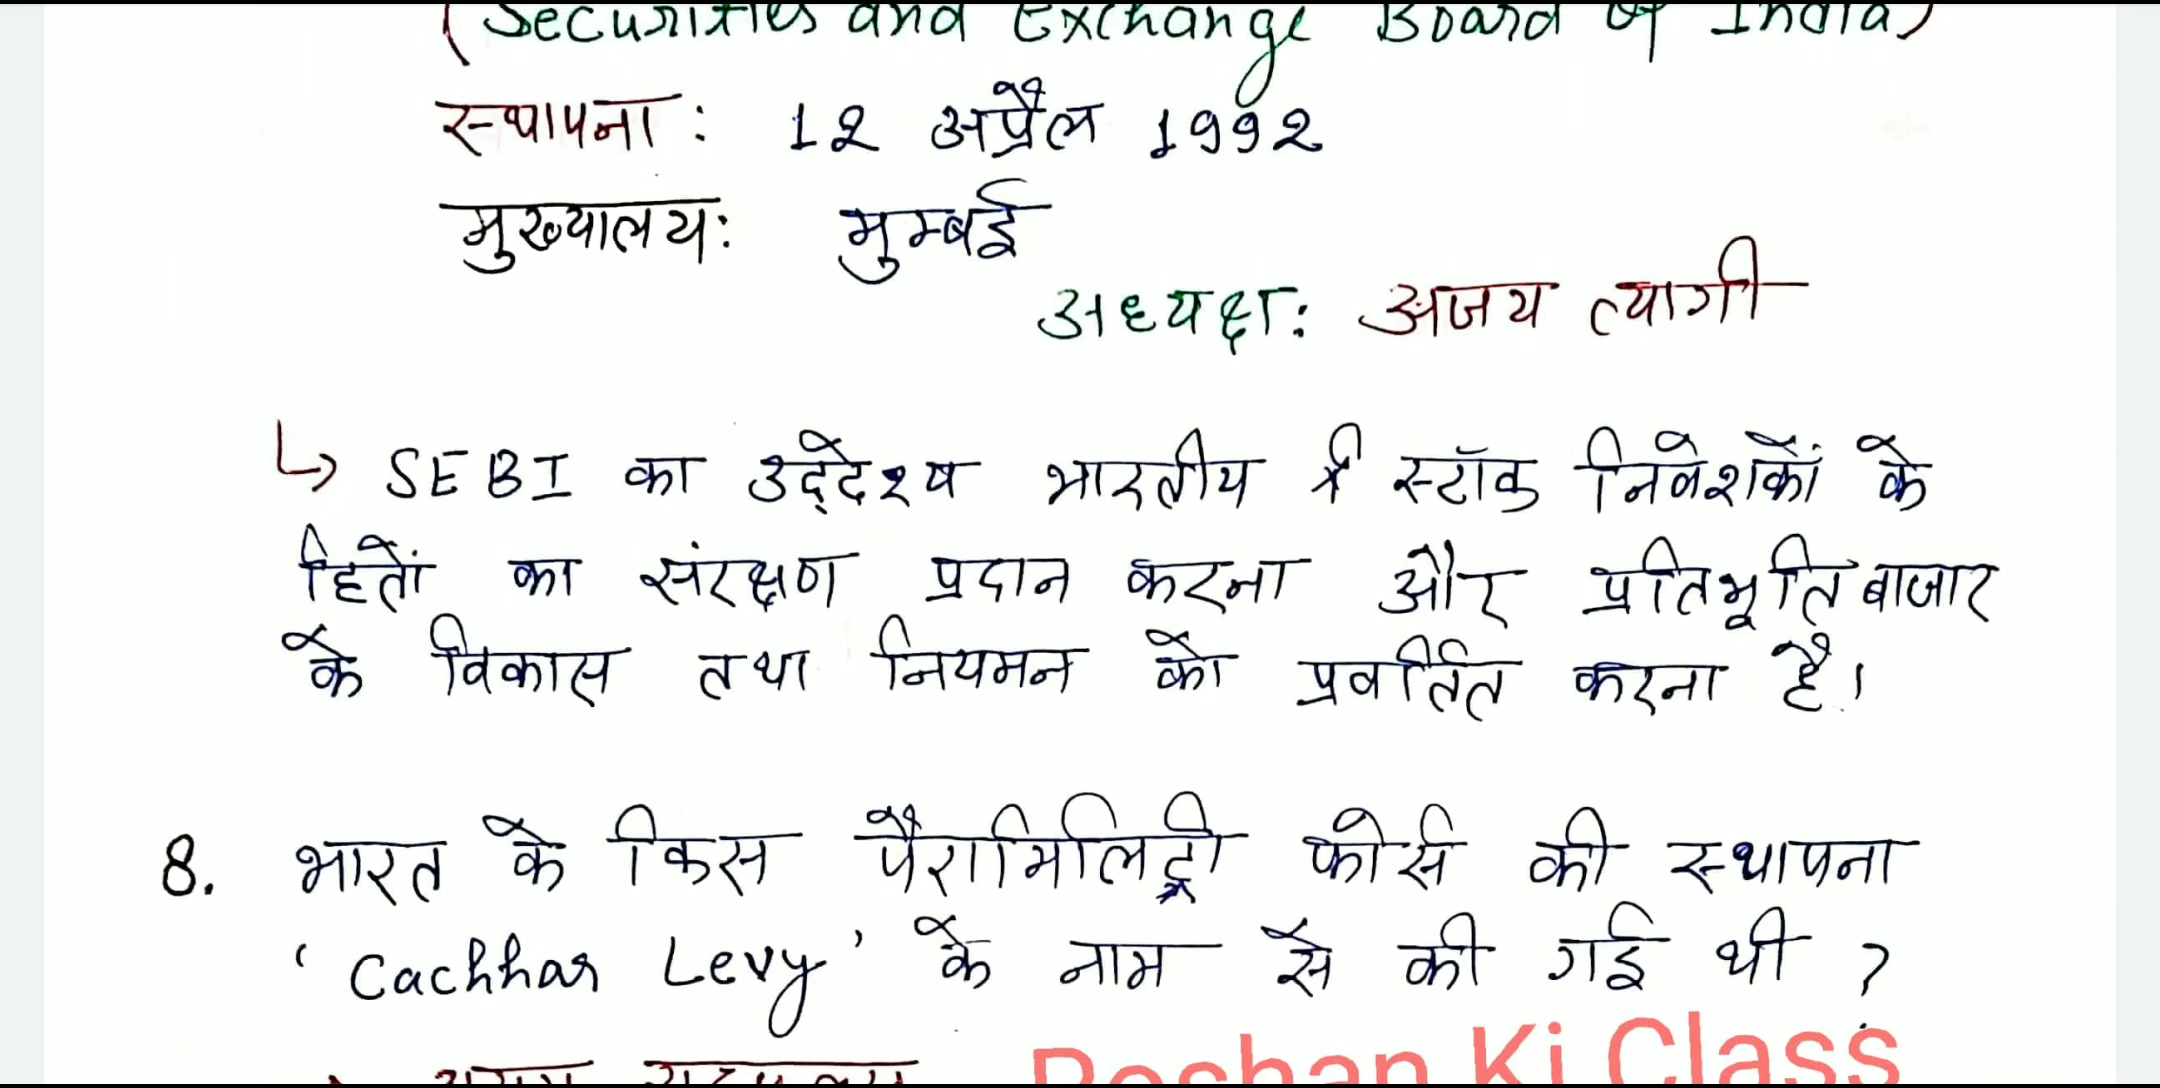 (Securities and Exchange Board of India)
स्थापना : 12 अप्रैल 1992
मुख्यालय: मुम्बई
अध्यक्ष: अजय त्यागी
↳ SEBI का उद्देश्य भारतीय स्टॉक निवेशकों के
हितों का संरक्षण प्रदान करना और प्रतिभूति बाजार
के विकास तथा नियमन को प्रवर्तित करना है।
8. भारत के किस पैरामिलिट्री फोर्स की स्थापना
'Cachhar Levy' के नाम से की गई थी ?
Roshan Ki Class